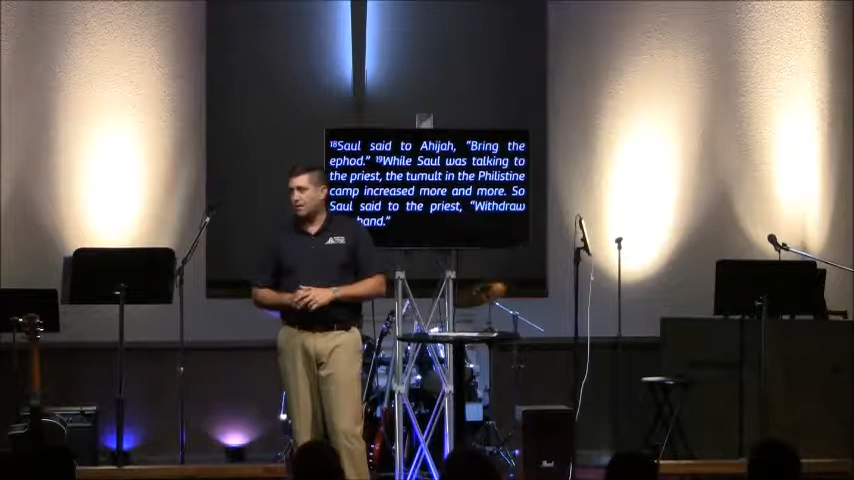 ¹⁸Saul said to Ahijah, "Bring the
ephod." ¹⁹While Saul was talking to
the priest, the tumult in the Philistine
camp increased more and more. So
Saul said to the priest, "Withdraw
hand."